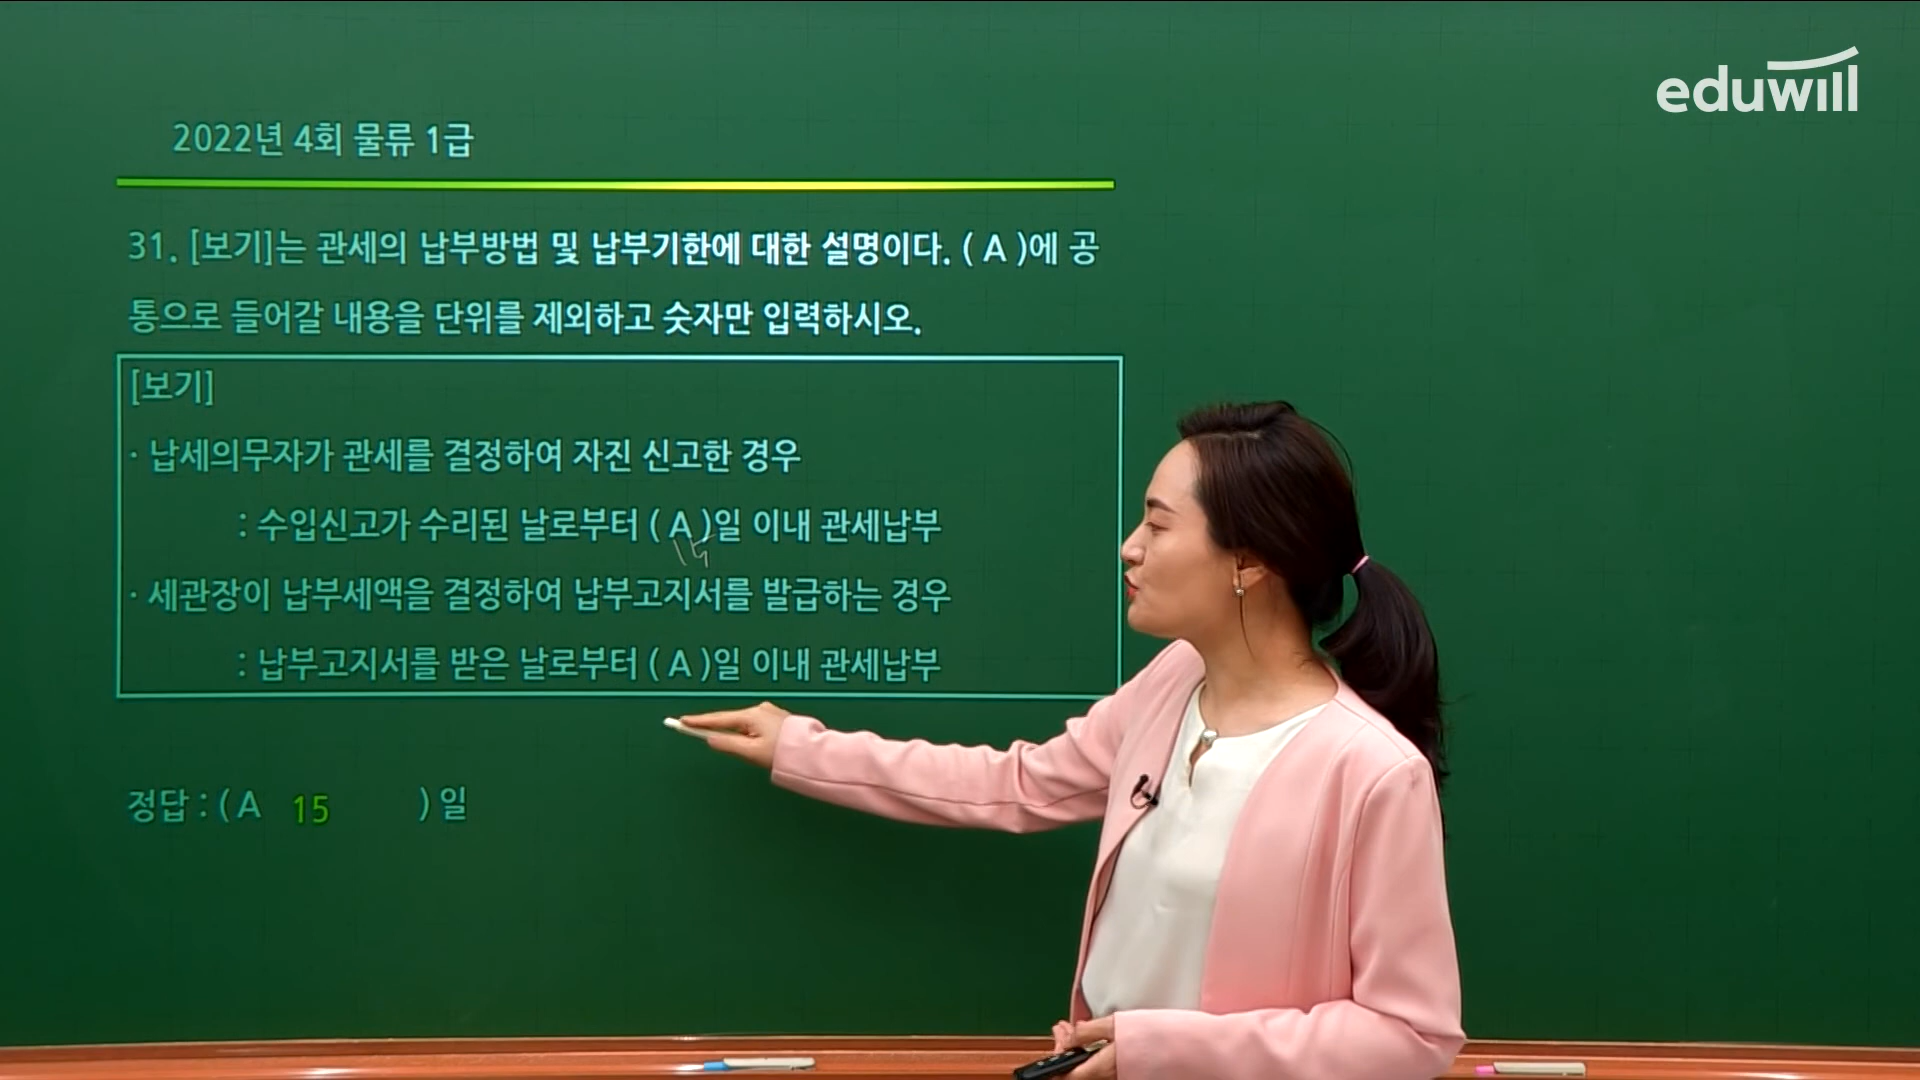 eduwill
2022년 4회 물류 1급
31. [보기]는 관세의 납부방법 및 납부기한에 대한 설명이다. ( A )에 공
통으로 들어갈 내용을 단위를 제외하고 숫자만 입력하시오.
[보기]
· 납세의무자가 관세를 결정하여 자진 신고한 경우
: 수입신고가 수리된 날로부터 ( A )일 이내 관세납부
15
· 세관장이 납부세액을 결정하여 납부고지서를 발급하는 경우
: 납부고지서를 받은 날로부터 ( A )일 이내 관세납부
정답 : ( A 15 ) 일